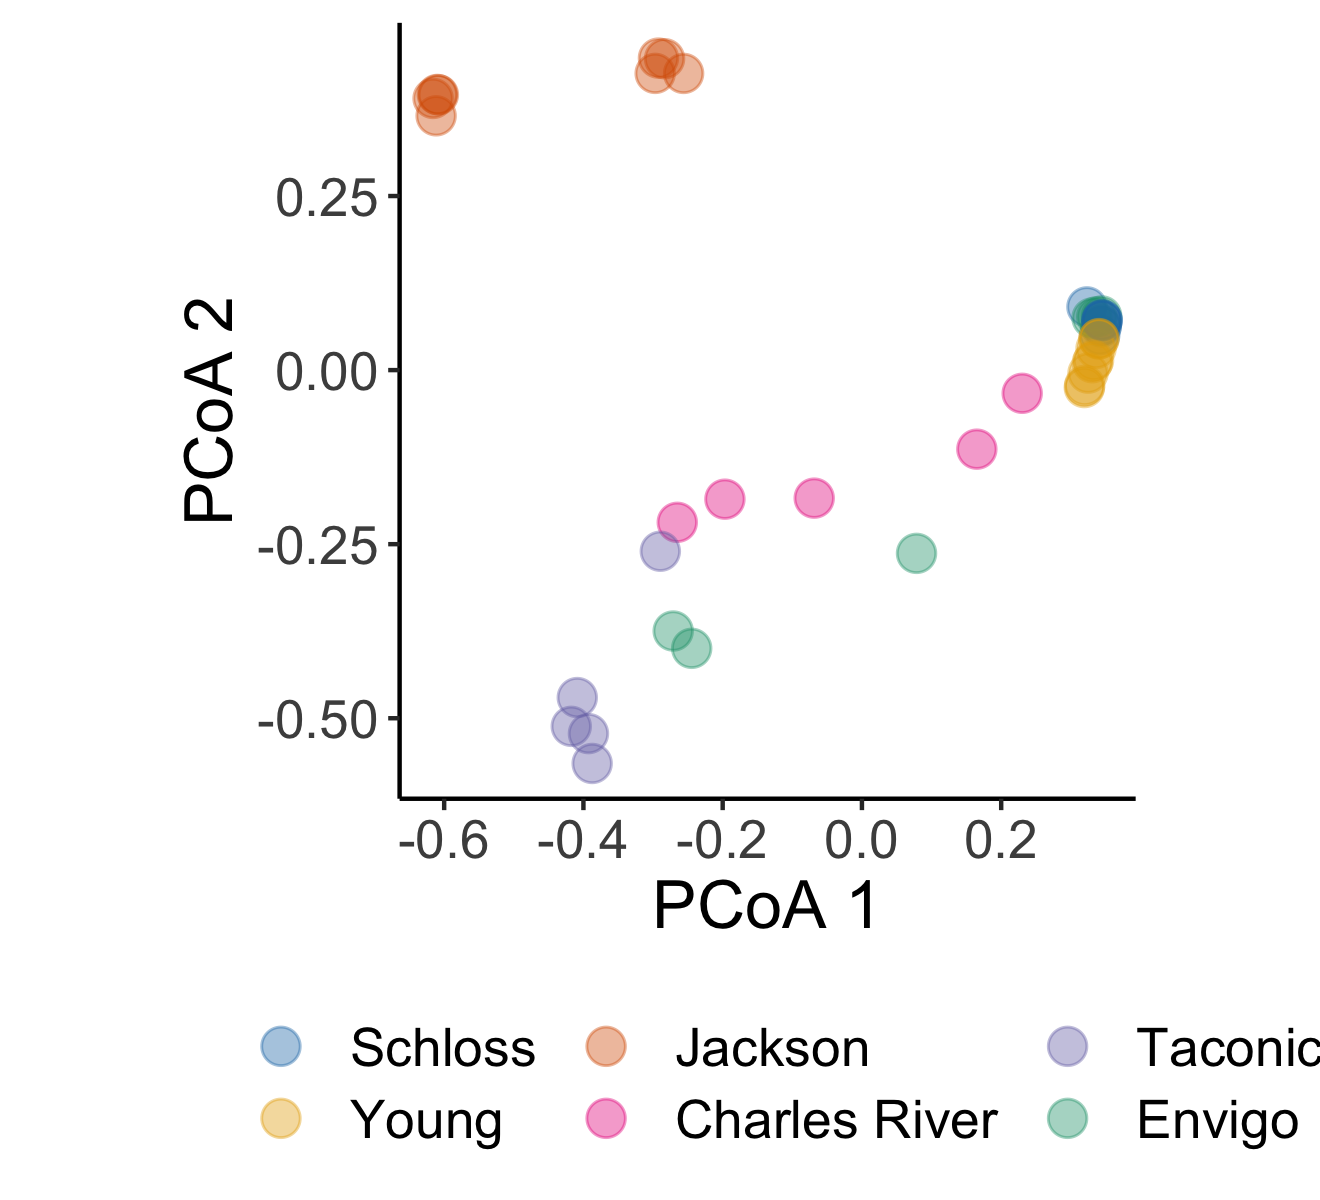 0.25
0.00
-0.25
-0.50
PCoA 2
-0.6 -0.4 -0.2 0.0 0.2
PCoA 1
Schloss Jackson Taconic
Young Charles River Envigo